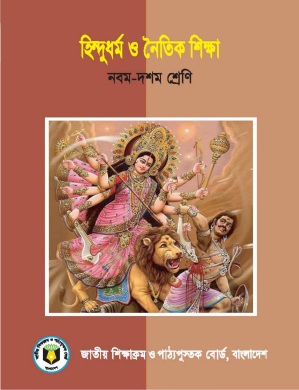 হিন্দুধর্ম ও নৈতিক শিক্ষা
নবম-দশম শ্রেণি
জাতীয় শিক্ষাক্রম ও পাঠ্যপুস্তক বোর্ড, বাংলাদেশ